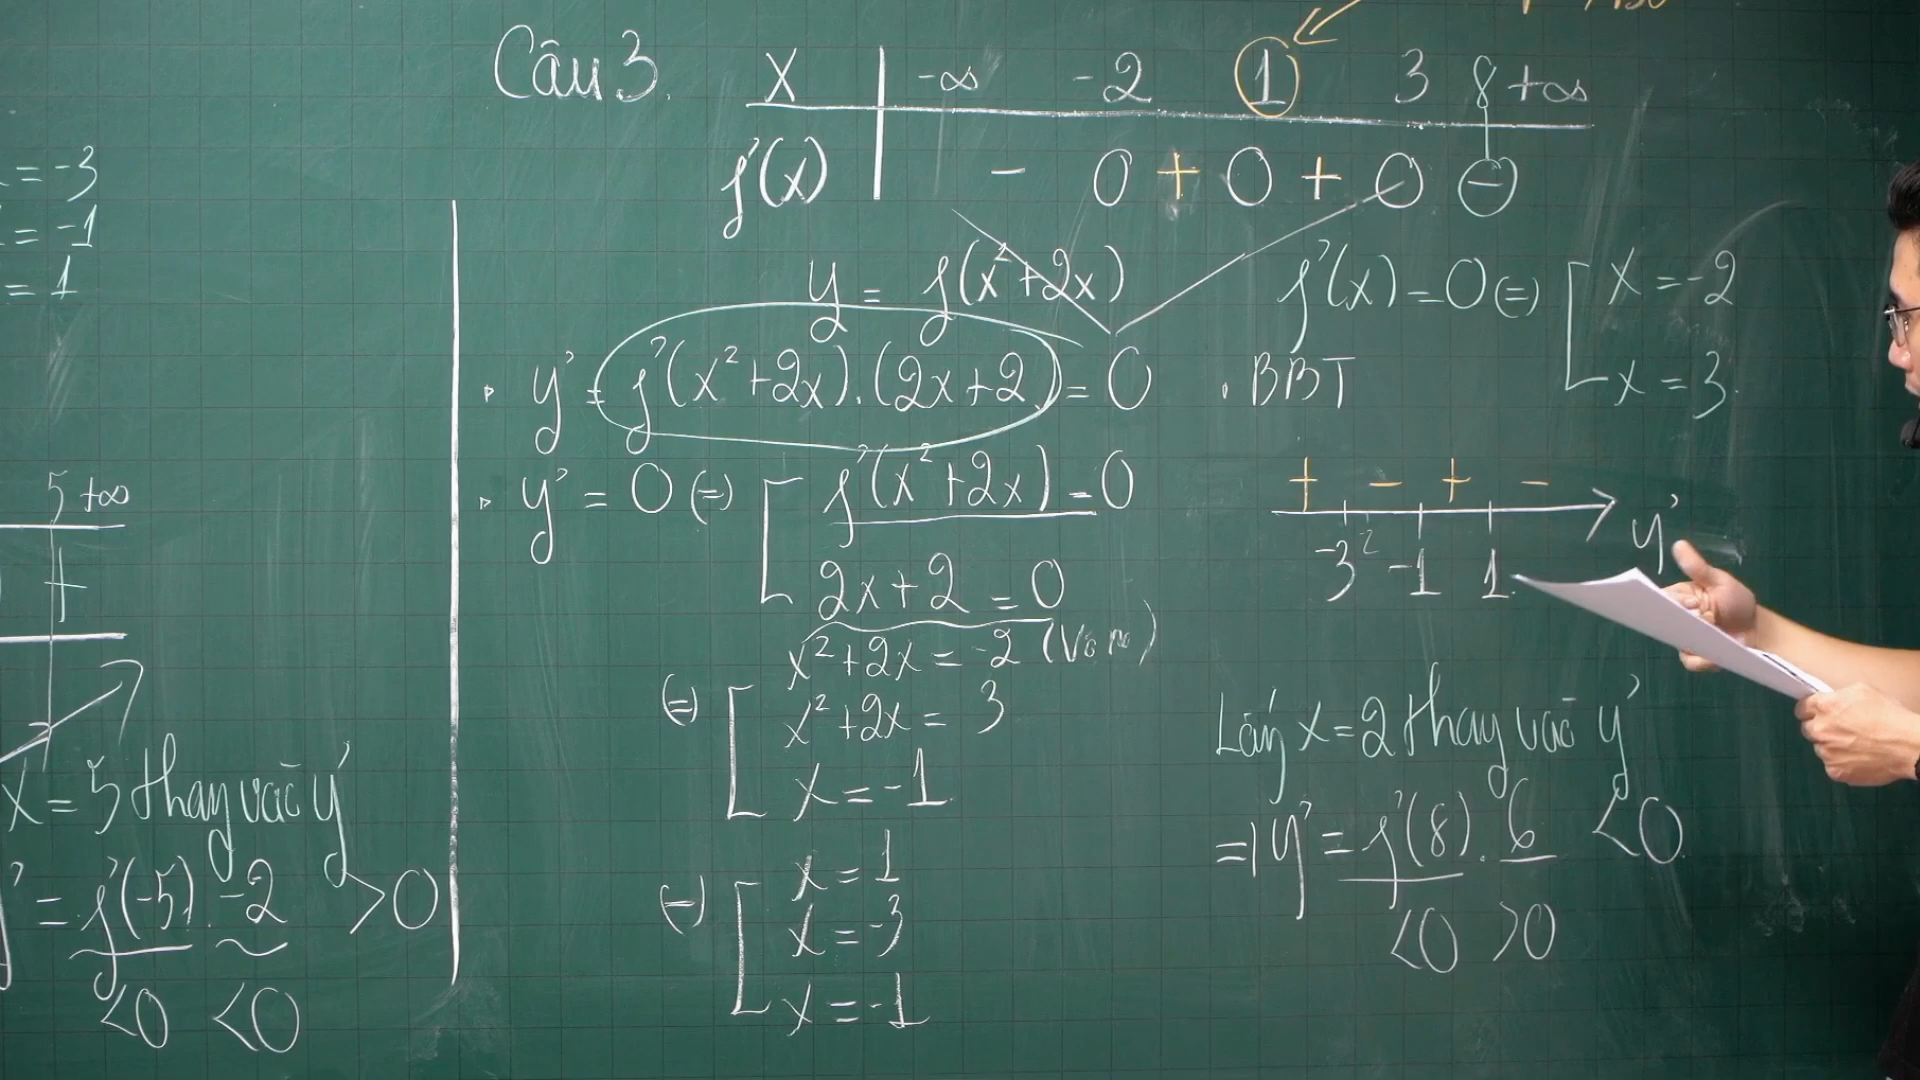 = -3
= -1
= 1
5 +∞
+
x = 5 thay vào y'
' = f'(-5) . -2 > 0
<0 <0
Câu 3. x -∞ -2 1 3 8 +∞
f'(x) - 0 + 0 + 0 -
y = f(x²+2x)
y' = f'(x²+2x).(2x+2) = 0
y' = 0 (=) [ f'(x²+2x) = 0
2x+2 = 0
x²+2x = -2 (Vô no)
(=) [ x²+2x = 3
x = -1
x = 1
(=) [ x = -3
x = -1
f'(x) = 0 (=) [ x = -2
x = 3.
. BBT
+ - + -
-3 -1 1 y'
2
Lấy x = 2 thay vào y'
=) y' = f'(8) . 6 < 0
<0 >0